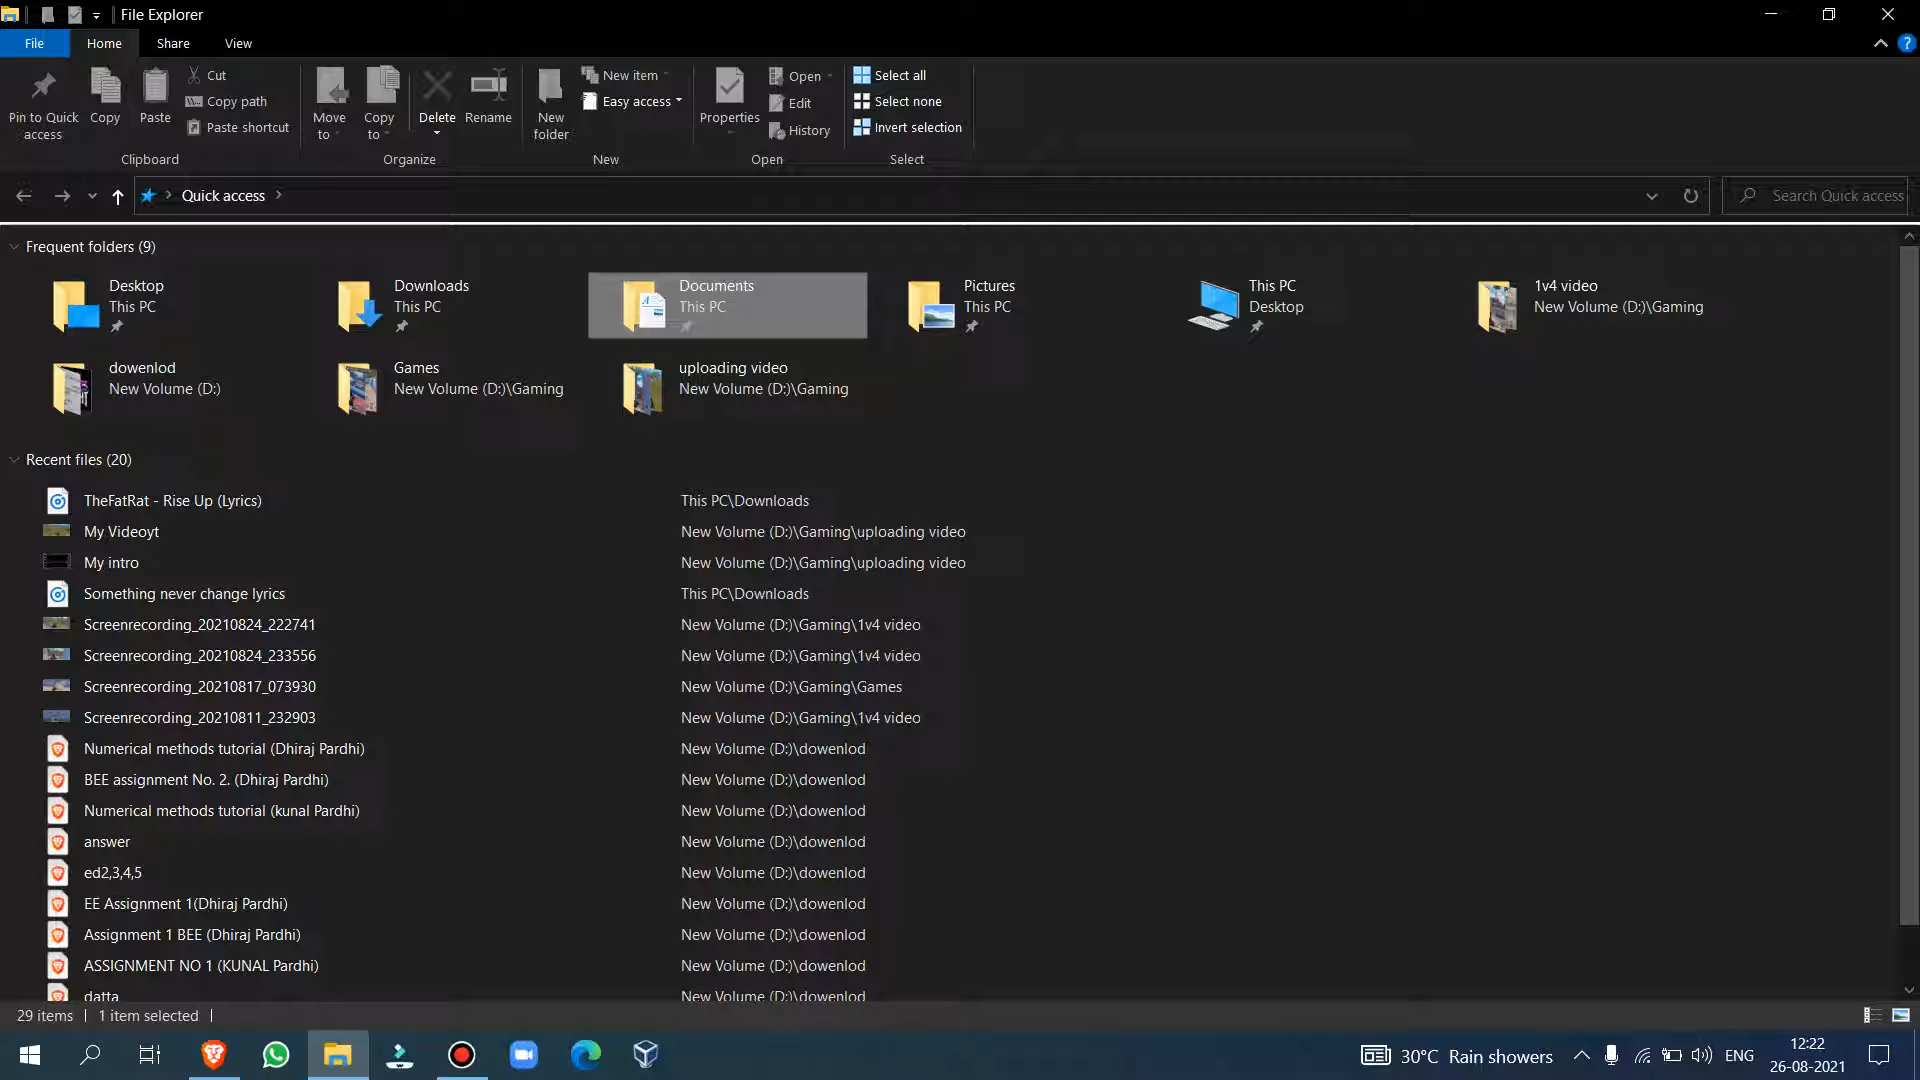 File Explorer
File Home Share View
Pin to Quick access
Copy
Paste
Cut
Copy path
Paste shortcut
Move to
Copy to
Delete
Rename
New folder
New item
Easy access
Properties
Open
Edit
History
Select all
Select none
Invert selection
Clipboard Organize New Open Select
Quick access
Search Quick access
Frequent folders (9)
Desktop
This PC
Downloads
This PC
Documents
This PC
Pictures
This PC
This PC
Desktop
1v4 video
New Volume (D:)\Gaming
dowenlod
New Volume (D:)
Games
New Volume (D:)\Gaming
uploading video
New Volume (D:)\Gaming
Recent files (20)
TheFatRat - Rise Up (Lyrics) This PC\Downloads
My Videoyt New Volume (D:)\Gaming\uploading video
My intro New Volume (D:)\Gaming\uploading video
Something never change lyrics This PC\Downloads
Screenrecording_20210824_222741 New Volume (D:)\Gaming\1v4 video
Screenrecording_20210824_233556 New Volume (D:)\Gaming\1v4 video
Screenrecording_20210817_073930 New Volume (D:)\Gaming\Games
Screenrecording_20210811_232903 New Volume (D:)\Gaming\1v4 video
Numerical methods tutorial (Dhiraj Pardhi) New Volume (D:)\dowenlod
BEE assignment No. 2. (Dhiraj Pardhi) New Volume (D:)\dowenlod
Numerical methods tutorial (kunal Pardhi) New Volume (D:)\dowenlod
answer New Volume (D:)\dowenlod
ed2,3,4,5 New Volume (D:)\dowenlod
EE Assignment 1(Dhiraj Pardhi) New Volume (D:)\dowenlod
Assignment 1 BEE (Dhiraj Pardhi) New Volume (D:)\dowenlod
ASSIGNMENT NO 1 (KUNAL Pardhi) New Volume (D:)\dowenlod
datta New Volume (D:)\dowenlod
29 items 1 item selected
30°C Rain showers ENG 12:22
26-08-2021